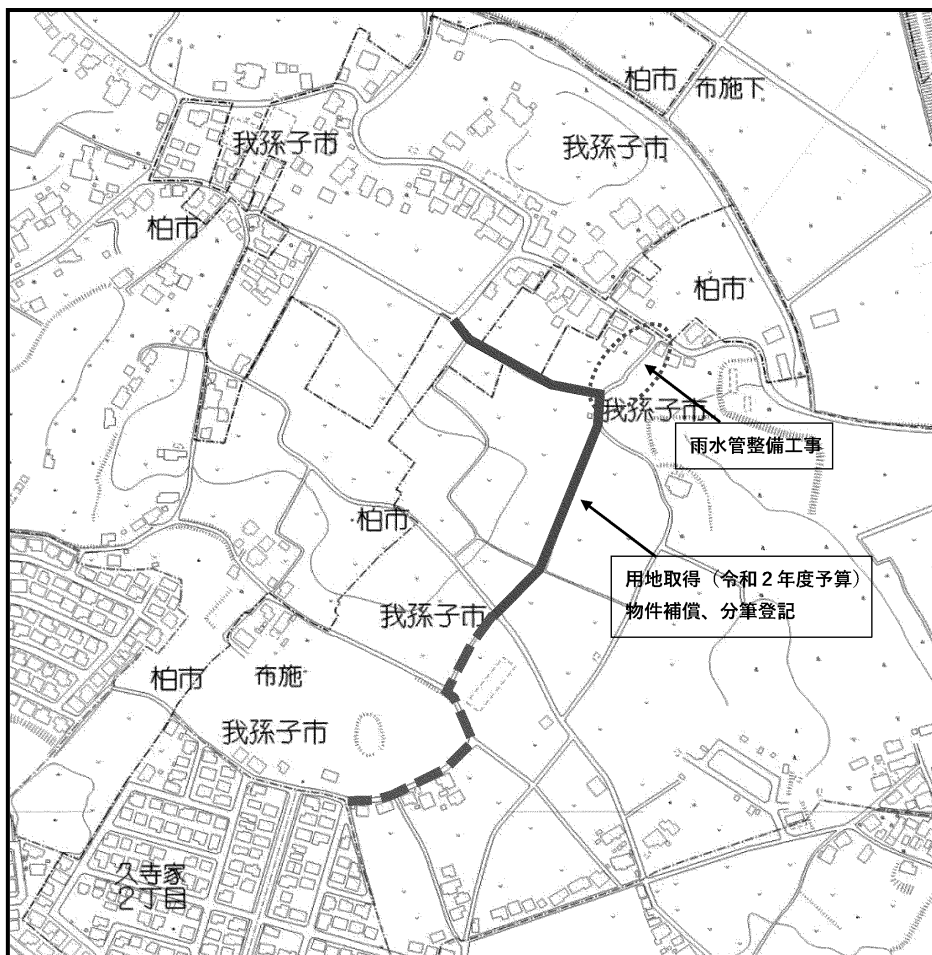 柏市
布施下
我孫子市
我孫子市
柏市
柏市
我孫子市
雨水管整備工事
柏市
用地取得（令和２年度予算）
物件補償、分筆登記
我孫子市
柏市
布施
我孫子市
久寺家
2丁目